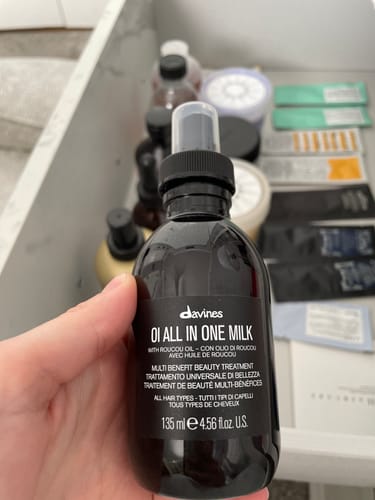 davines
OI ALL IN ONE MILK
WITH ROUCOU OIL – CON OLIO DI ROUCOU
AVEC HUILE DE ROUCOU
MULTI BENEFIT BEAUTY TREATMENT
TRATTAMENTO UNIVERSALE DI BELLEZZA
TRAITEMENT DE BEAUTÉ MULTI-BÉNÉFICES
ALL HAIR TYPES - TUTTI I TIPI DI CAPELLI
TOUS TYPES DE CHEVEUX
135 ml ℮ 4.56 fl.oz. U.S.